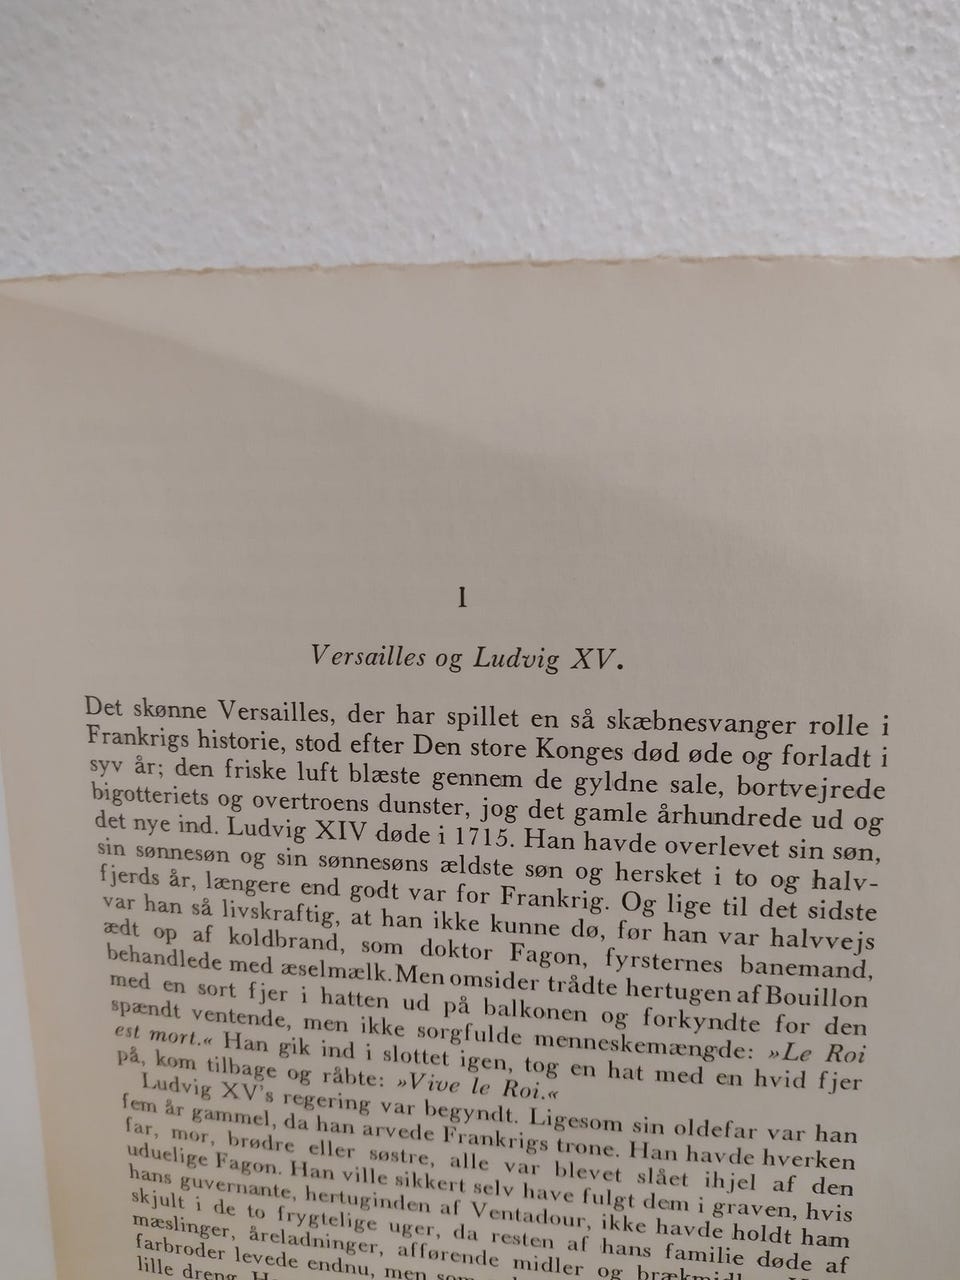 I
Versailles og Ludvig XV.
Det skønne Versailles, der har spillet en så skæbnesvanger rolle i
Frankrigs historie, stod efter Den store Konges død øde og forladt i
syv år; den friske luft blæste gennem de gyldne sale, bortvejrede
bigotteriets og overtroens dunster, jog det gamle århundrede ud og
det nye ind. Ludvig XIV døde i 1715. Han havde overlevet sin søn,
sin sønnesøn og sin sønnesøns ældste søn og hersket i to og halv-
fjerds år, længere end godt var for Frankrig. Og lige til det sidste
var han så livskraftig, at han ikke kunne dø, før han var halvvejs
ædt op af koldbrand, som doktor Fagon, fyrsternes banemand,
behandlede med æselmælk. Men omsider trådte hertugen af Bouillon
med en sort fjer i hatten ud på balkonen og forkyndte for den
spændt ventende, men ikke sorgfulde menneskemængde: »Le Roi
est mort.« Han gik ind i slottet igen, tog en hat med en hvid fjer
på, kom tilbage og råbte: »Vive le Roi.«
Ludvig XV's regering var begyndt. Ligesom sin oldefar var han
fem år gammel, da han arvede Frankrigs trone. Han havde hverken
far, mor, brødre eller søstre, alle var blevet slået ihjel af den
uduelige Fagon. Han ville sikkert selv have fulgt dem i graven, hvis
hans guvernante, hertuginden af Ventadour, ikke havde holdt ham
skjult i de to frygtelige uger, da resten af hans familie døde af
mæslinger, åreladninger, afførende midler og
farbroder levede endnu, men
lille dreng.